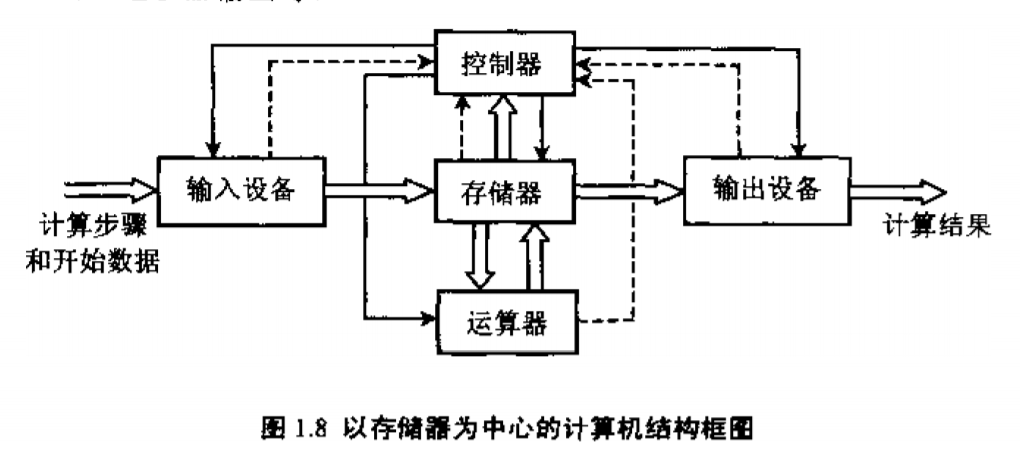 控制器
输入设备
存储器
输出设备
计算步骤
和开始数据
计算结果
运算器
图 1.8 以存储器为中心的计算机结构框图